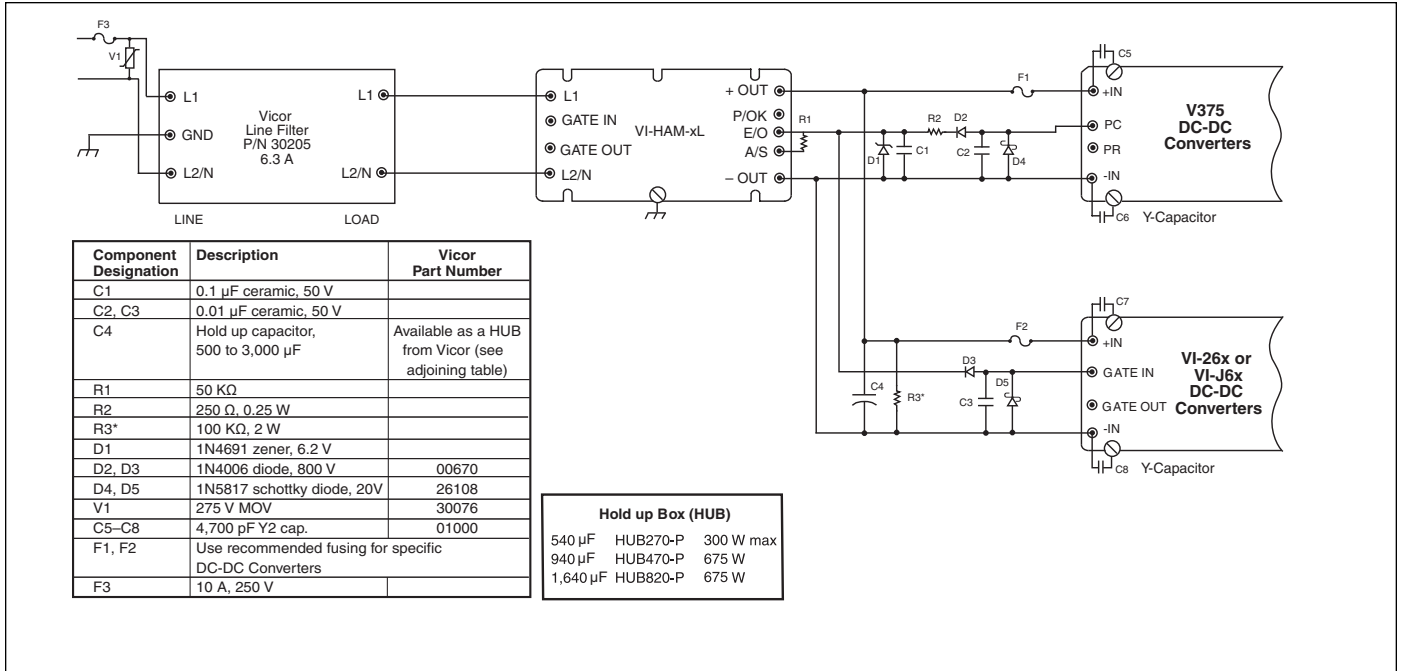 F3
V1
L1
GND
L2/N
Vicor
Line Filter
P/N 30205
6.3 A
L1
L2/N
LINE
LOAD
L1
GATE IN
GATE OUT
L2/N
VI-HAM-xL
+ OUT
P/OK
E/O
A/S
– OUT
R1
D1
C1
R2
D2
C2
D4
F1
C5
+IN
PC
PR
-IN
V375
DC-DC
Converters
C6
Y-Capacitor
C4
R3*
D3
C3
D5
F2
C7
+IN
GATE IN
GATE OUT
-IN
VI-26x or
VI-J6x
DC-DC
Converters
C8
Y-Capacitor
Component Designation Description Vicor Part Number
C1 0.1 µF ceramic, 50 V
C2, C3 0.01 µF ceramic, 50 V
C4 Hold up capacitor, Available as a HUB
500 to 3,000 µF from Vicor (see
adjoining table)
R1 50 KΩ
R2 250 Ω, 0.25 W
R3* 100 KΩ, 2 W
D1 1N4691 zener, 6.2 V
D2, D3 1N4006 diode, 800 V 00670
D4, D5 1N5817 schottky diode, 20V 26108
V1 275 V MOV 30076
C5–C8 4,700 pF Y2 cap. 01000
F1, F2 Use recommended fusing for specific
DC-DC Converters
F3 10 A, 250 V
Hold up Box (HUB)
540 µF HUB270-P 300 W max
940 µF HUB470-P 675 W
1,640 µF HUB820-P 675 W